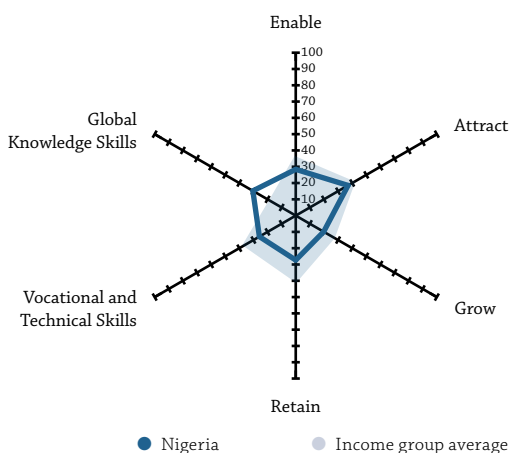 Enable
100
90
80
70
60
50
40
30
20
10
Global
Knowledge Skills
Attract
Vocational and
Technical Skills
Grow
Retain
Nigeria
Income group average